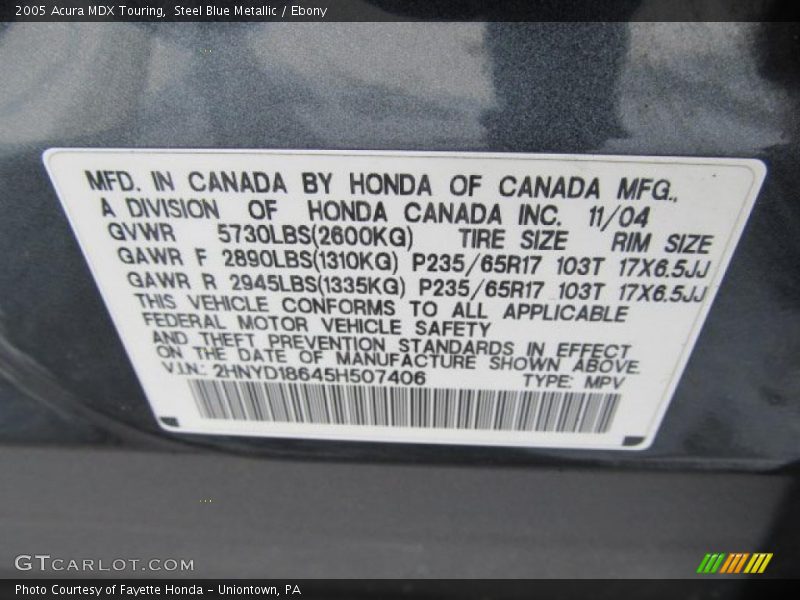 2005 Acura MDX Touring, Steel Blue Metallic / Ebony
MFD. IN CANADA BY HONDA OF CANADA MFG.,
A DIVISION OF HONDA CANADA INC. 11/04
GVWR 5730LBS(2600KG) TIRE SIZE RIM SIZE
GAWR F 2890LBS(1310KG) P235/65R17 103T 17X6.5JJ
GAWR R 2945LBS(1335KG) P235/65R17 103T 17X6.5JJ
THIS VEHICLE CONFORMS TO ALL APPLICABLE
FEDERAL MOTOR VEHICLE SAFETY
AND THEFT PREVENTION STANDARDS IN EFFECT
ON THE DATE OF MANUFACTURE SHOWN ABOVE.
V.I.N.: 2HNYD18645H507406 TYPE: MPV
GTCARLOT.COM
Photo Courtesy of Fayette Honda - Uniontown, PA